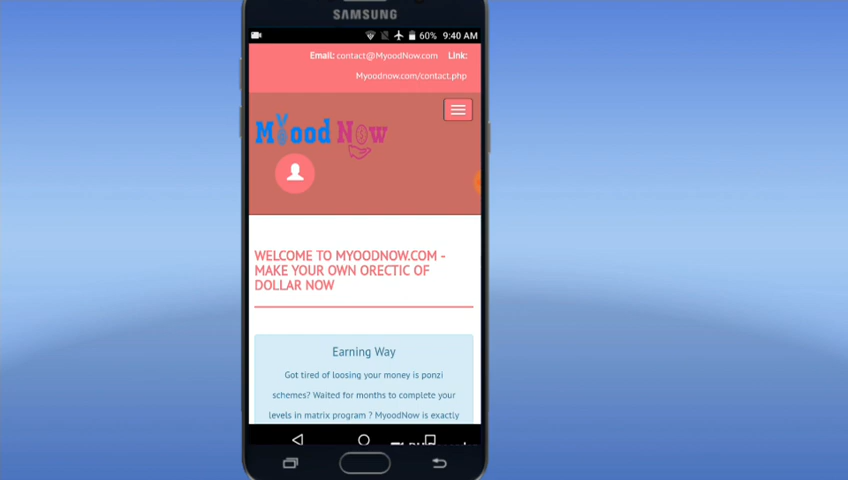 SAMSUNG
60% 9:40 AM
Email: contact@MyoodNow.com Link:
Myoodnow.com/contact.php
Myood Now
WELCOME TO MYOODNOW.COM -
MAKE YOUR OWN ORECTIC OF
DOLLAR NOW
Earning Way
Got tired of loosing your money is ponzi
schemes? Waited for months to complete your
levels in matrix program ? MyoodNow is exactly